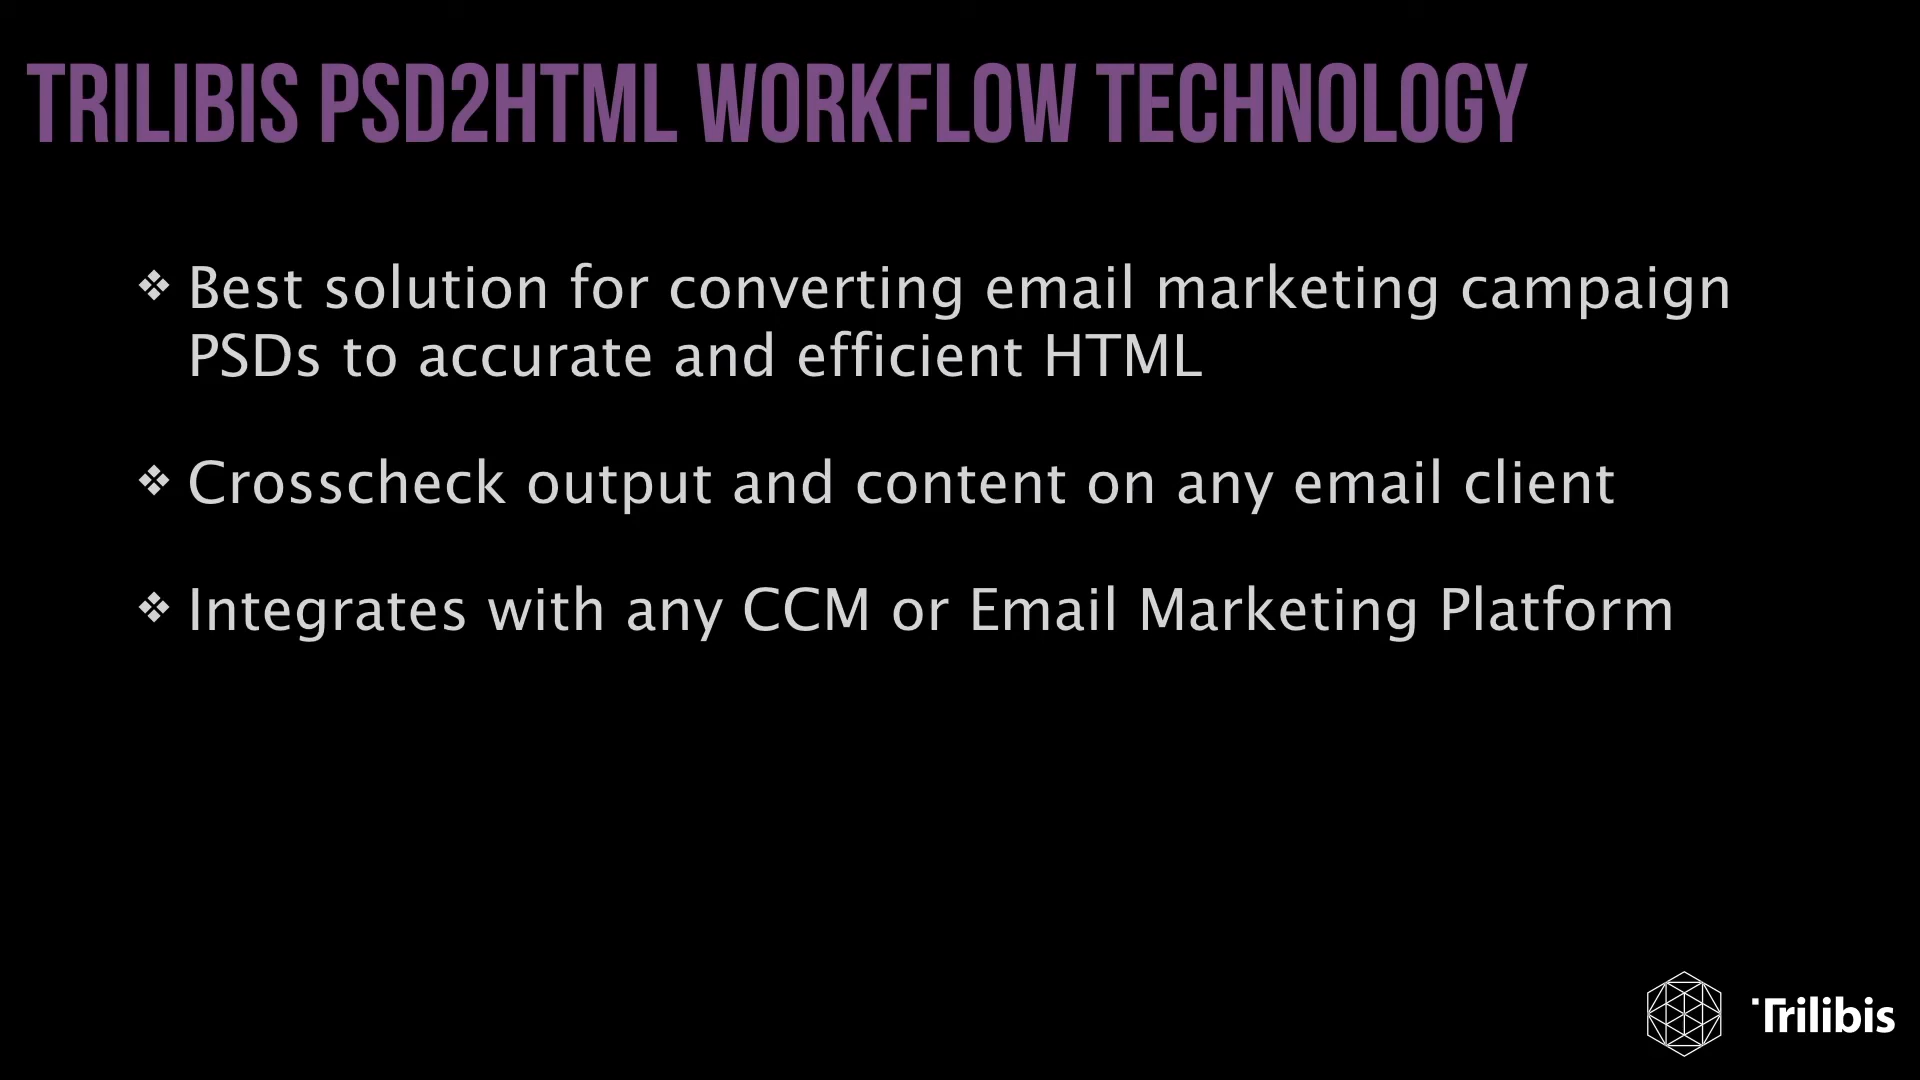 TRILIBIS PSD2HTML WORKFLOW TECHNOLOGY
❖ Best solution for converting email marketing campaign
PSDs to accurate and efficient HTML
❖ Crosscheck output and content on any email client
❖ Integrates with any CCM or Email Marketing Platform
Trilibis